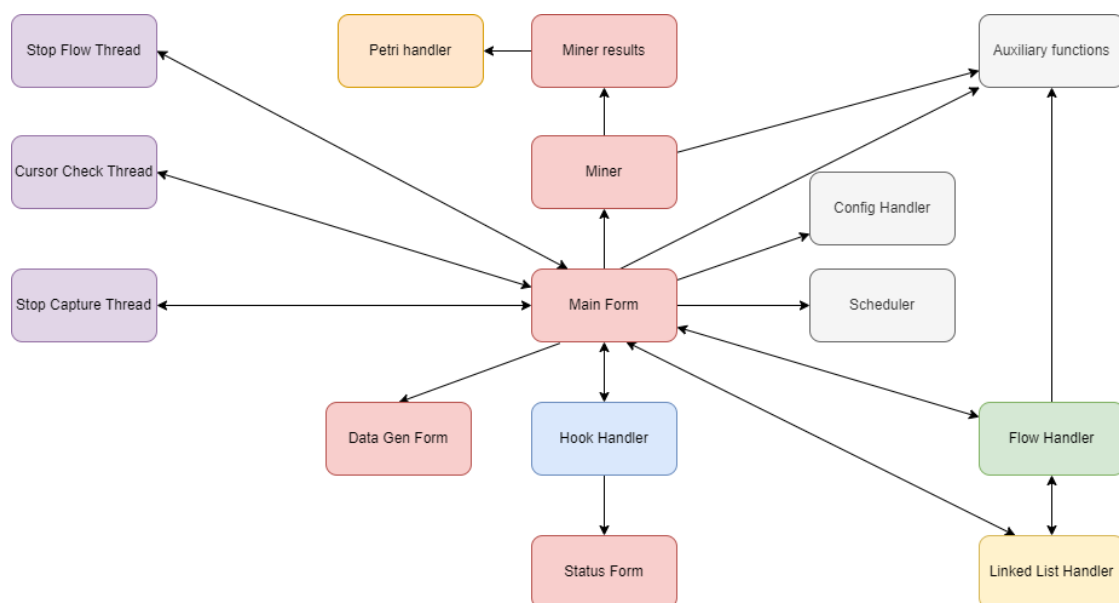 Stop Flow Thread
Petri handler
Miner results
Auxiliary functions
Cursor Check Thread
Miner
Config Handler
Stop Capture Thread
Main Form
Scheduler
Data Gen Form
Hook Handler
Flow Handler
Status Form
Linked List Handler